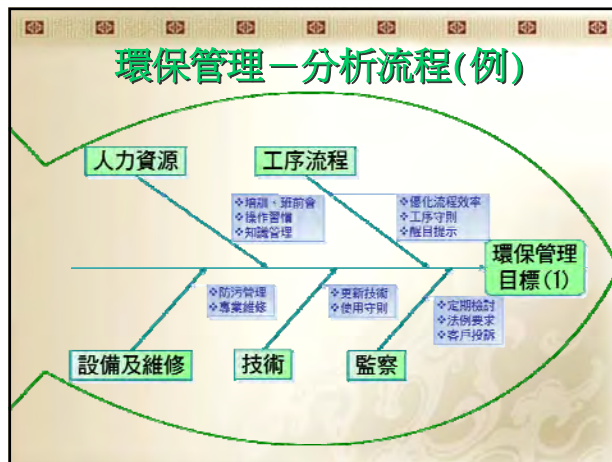 環保管理－分析流程(例)
人力資源
工序流程
❖培訓、班前會
❖操作習慣
❖知識管理
❖優化流程效率
❖工序守則
❖醒目提示
環保管理
目標(1)
❖防污管理
❖專業維修
❖更新技術
❖使用守則
❖定期檢討
❖法例要求
❖客戶投訴
設備及維修
技術
監察